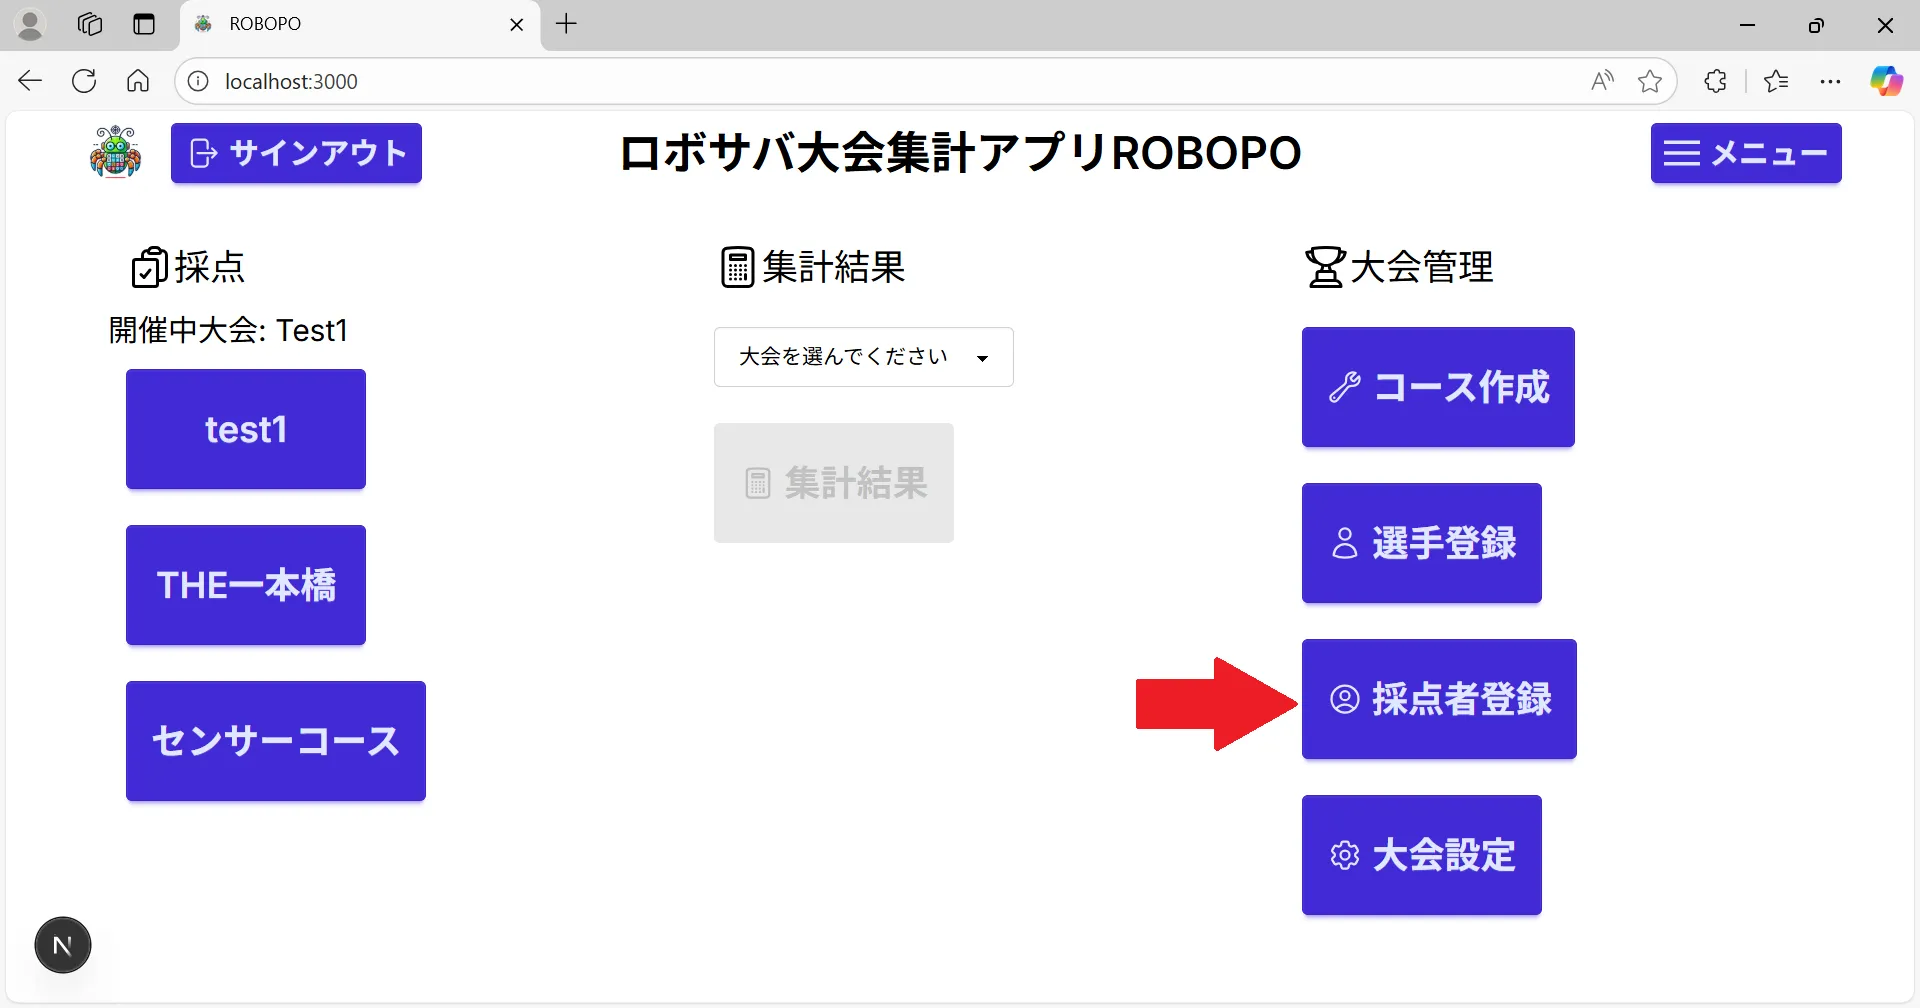 ROBOPO
localhost:3000
サインアウト
ロボサバ大会集計アプリROBOPO
メニュー
採点
開催中大会: Test1
test1
THE一本橋
センサーコース
集計結果
大会を選んでください
集計結果
大会管理
コース作成
選手登録
採点者登録
大会設定
N